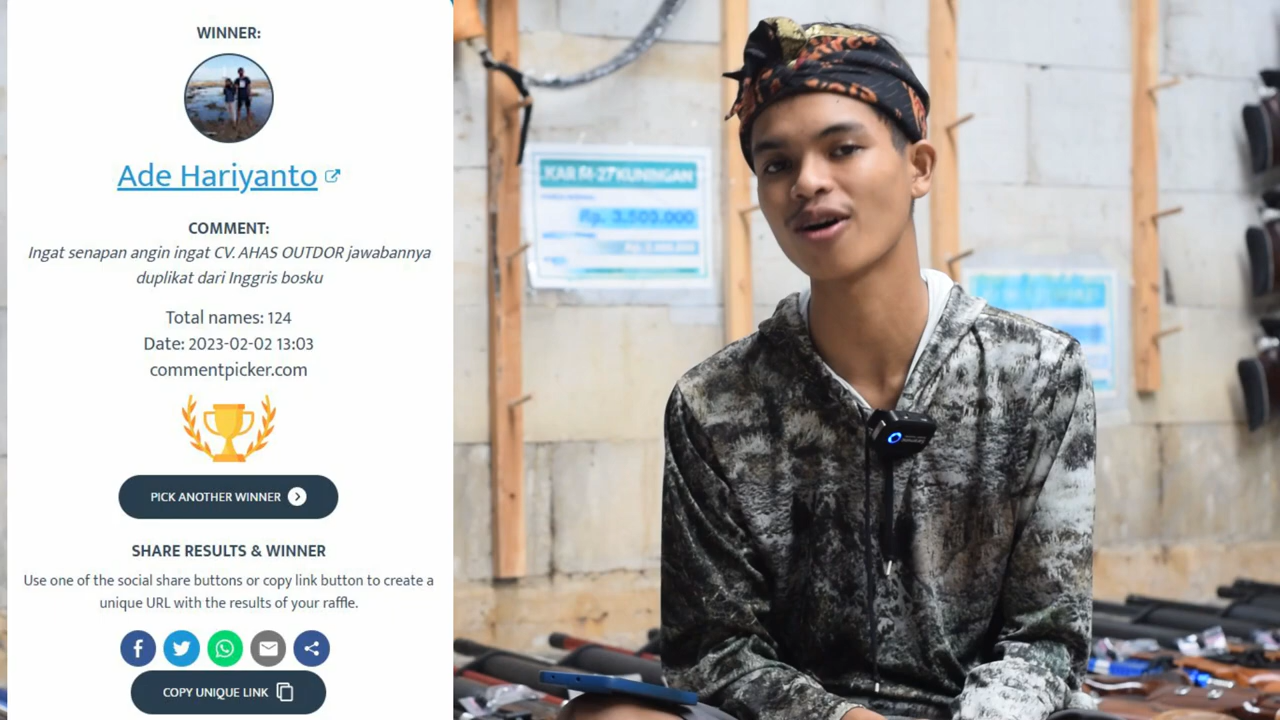 WINNER:
Ade Hariyanto
COMMENT:
Ingat senapan angin ingat CV. AHAS OUTDOR jawabannya
duplikat dari Inggris bosku
Total names: 124
Date: 2023-02-02 13:03
commentpicker.com
PICK ANOTHER WINNER
SHARE RESULTS & WINNER
Use one of the social share buttons or copy link button to create a
unique URL with the results of your raffle.
COPY UNIQUE LINK
KUNINGAN
Rp. 3.500.000